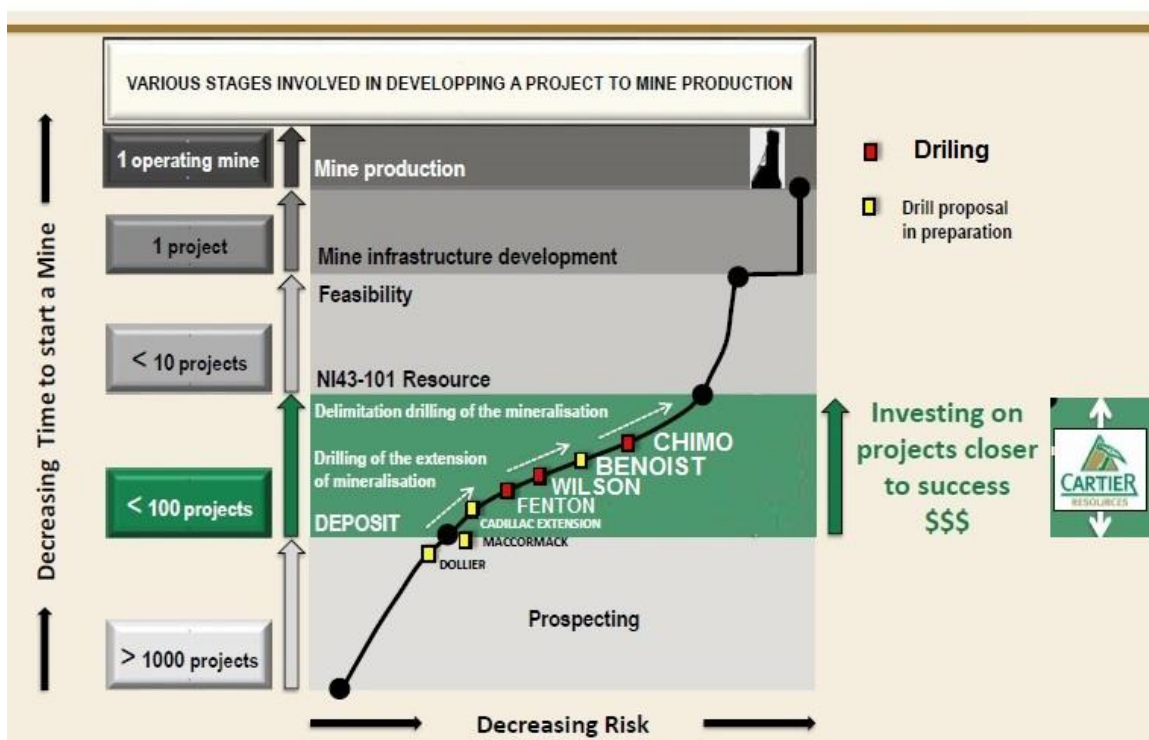 VARIOUS STAGES INVOLVED IN DEVELOPPING A PROJECT TO MINE PRODUCTION
Decreasing Time to start a Mine
1 operating mine
Mine production
1 project
Mine infrastructure development
Feasibility
< 10 projects
NI43-101 Resource
Delimitation drilling of the mineralisation
Drilling of the extension
of mineralisation
< 100 projects
DEPOSIT
CHIMO
BENOIST
WILSON
FENTON
CADILLAC EXTENSION
MACCORMACK
DOLLIER
Prospecting
> 1000 projects
Decreasing Risk
Driling
Drill proposal
in preparation
Investing on
projects closer
to success
$$$
CARTIER
RESOURCES